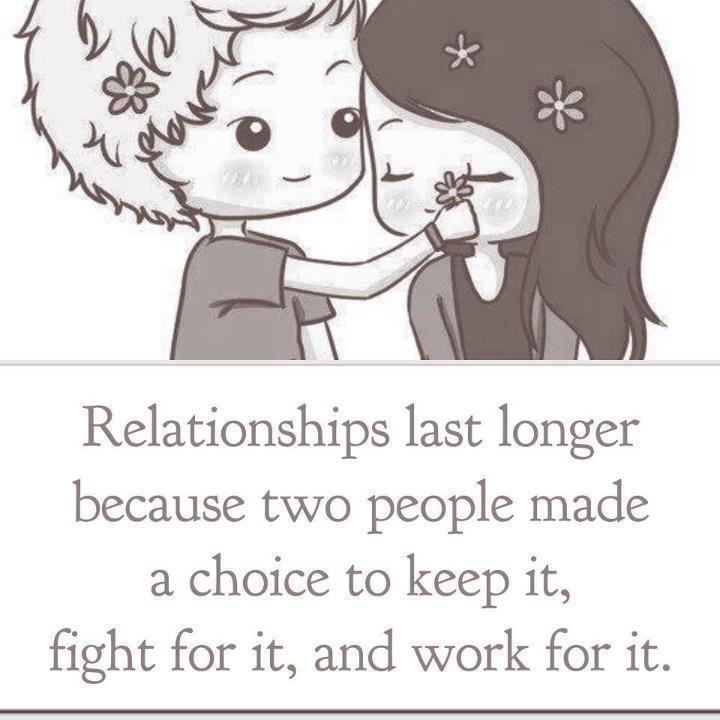 Relationships last longer
because two people made
a choice to keep it,
fight for it, and work for it.